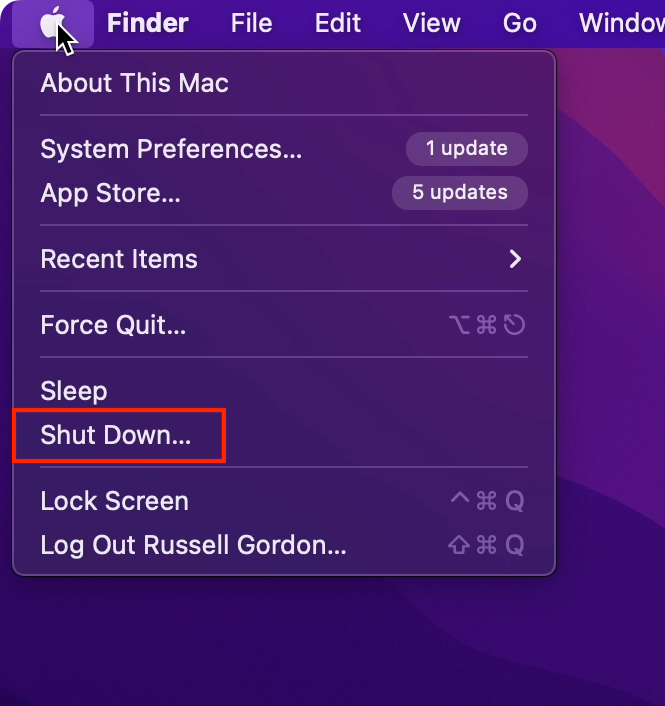 Finder File Edit View Go Window
About This Mac
System Preferences... 1 update
App Store... 5 updates
Recent Items
Force Quit... ⌥⌘⎋
Sleep
Shut Down...
Lock Screen ^⌘Q
Log Out Russell Gordon... ⇧⌘Q